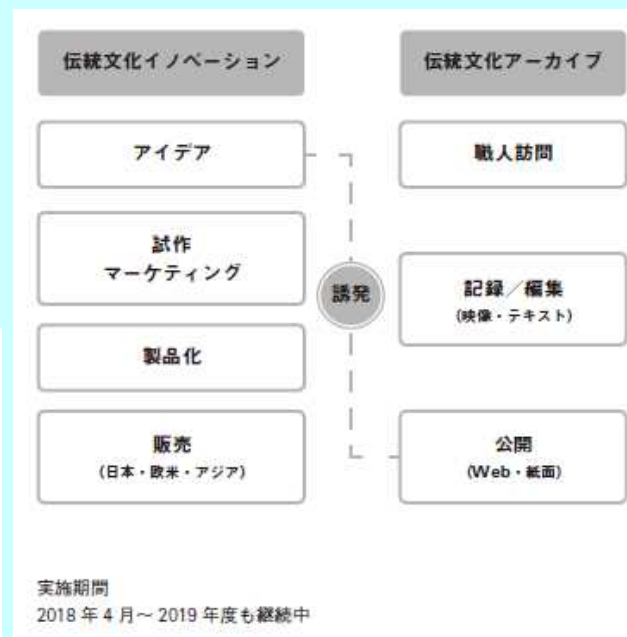 伝統文化イノベーション
アイデア
試作
マーケティング
製品化
販売
(日本・欧米・アジア)
誘発
伝統文化アーカイブ
職人訪問
記録／編集
(映像・テキスト)
公開
(Web・紙面)
実施期間
2018 年 4 月～ 2019 年度も継続中